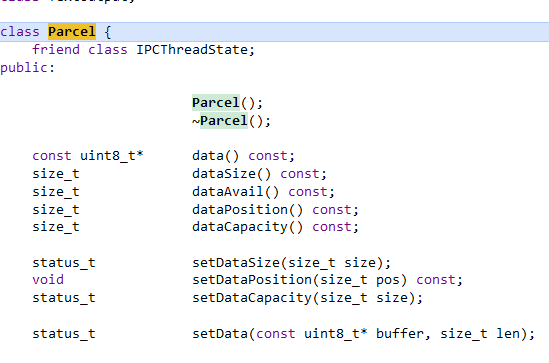 class Parcel {
friend class IPCThreadState;
public:
Parcel();
~Parcel();
const uint8_t* data() const;
size_t dataSize() const;
size_t dataAvail() const;
size_t dataPosition() const;
size_t dataCapacity() const;
status_t setDataSize(size_t size);
void setDataPosition(size_t pos) const;
status_t setDataCapacity(size_t size);
status_t setData(const uint8_t* buffer, size_t len);